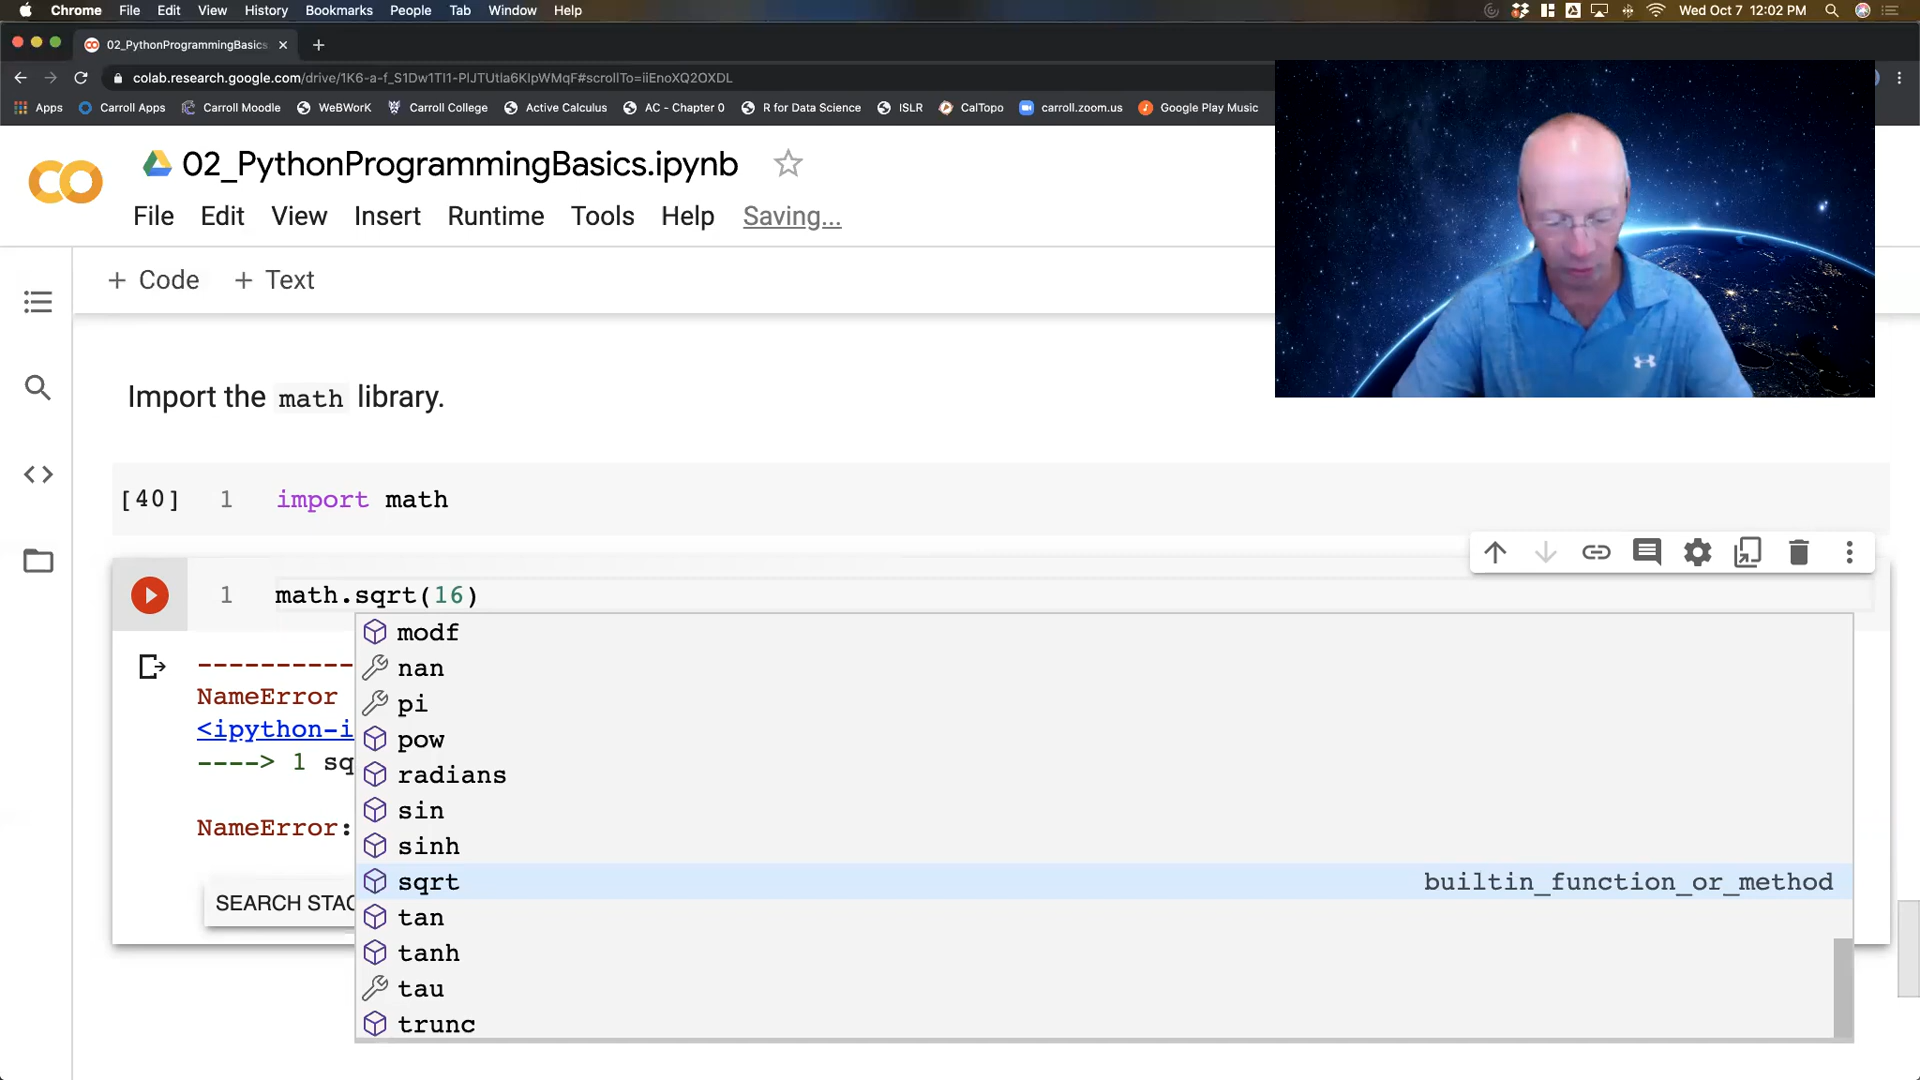 Chrome File Edit View History Bookmarks People Tab Window Help Wed Oct 7 12:02 PM
02_PythonProgrammingBasics
colab.research.google.com/drive/1K6-a-f_S1Dw1TI1-PIJTUtla6KIpWMqF#scrollTo=iiEnoXQ2OXDL
Apps Carroll Apps Carroll Moodle WeBWorK Carroll College Active Calculus AC - Chapter 0 R for Data Science ISLR CalTopo carroll.zoom.us Google Play Music
02_PythonProgrammingBasics.ipynb
File Edit View Insert Runtime Tools Help Saving...
+ Code + Text
Import the math library.
[40] 1 import math
1 math.sqrt(16)
modf
nan
NameError
pi
<ipython-i
pow
----> 1 sq
radians
sin
NameError:
sinh
sqrt builtin_function_or_method
SEARCH STAC
tan
tanh
tau
trunc